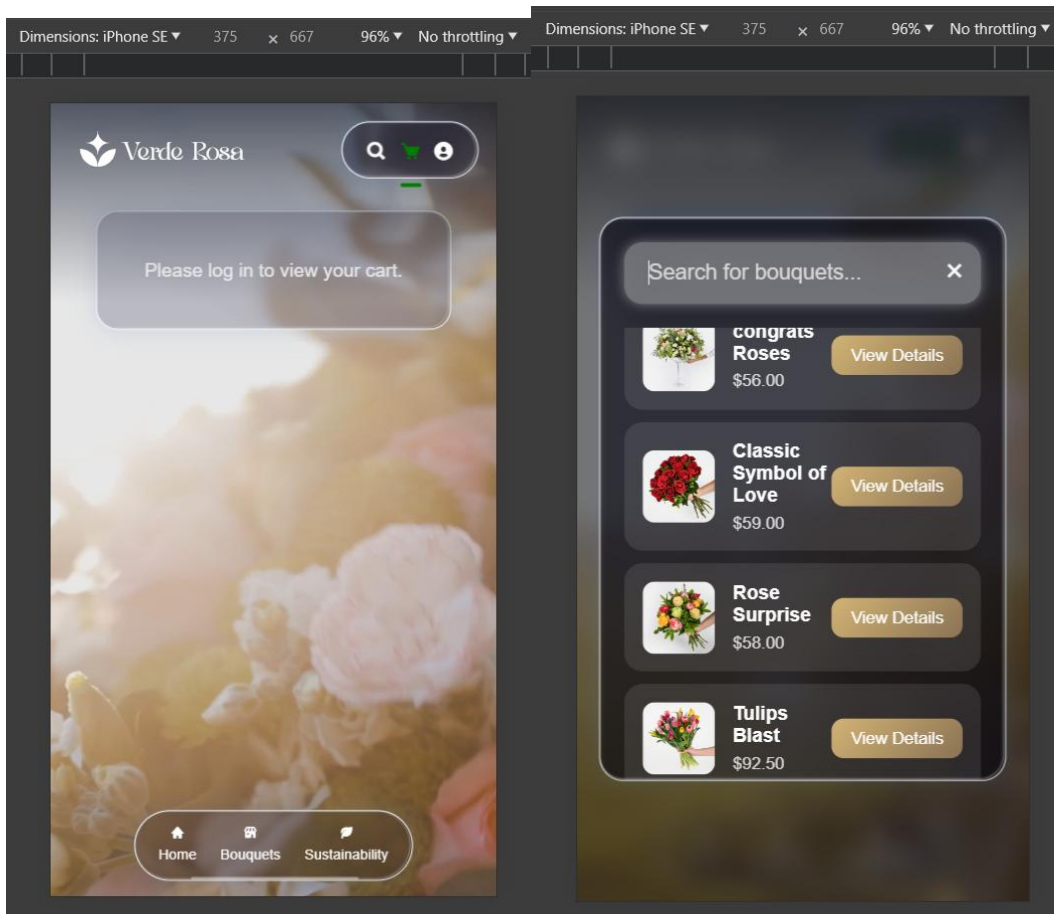 Dimensions: iPhone SE ▼ 375 × 667 96% ▼ No throttling ▼
Verde Rosa
Please log in to view your cart.
Home Bouquets Sustainability
Dimensions: iPhone SE ▼ 375 × 667 96% ▼ No throttling ▼
Search for bouquets...
congrats
Roses
$56.00
View Details
Classic
Symbol of
Love
$59.00
View Details
Rose
Surprise
$58.00
View Details
Tulips
Blast
$92.50
View Details